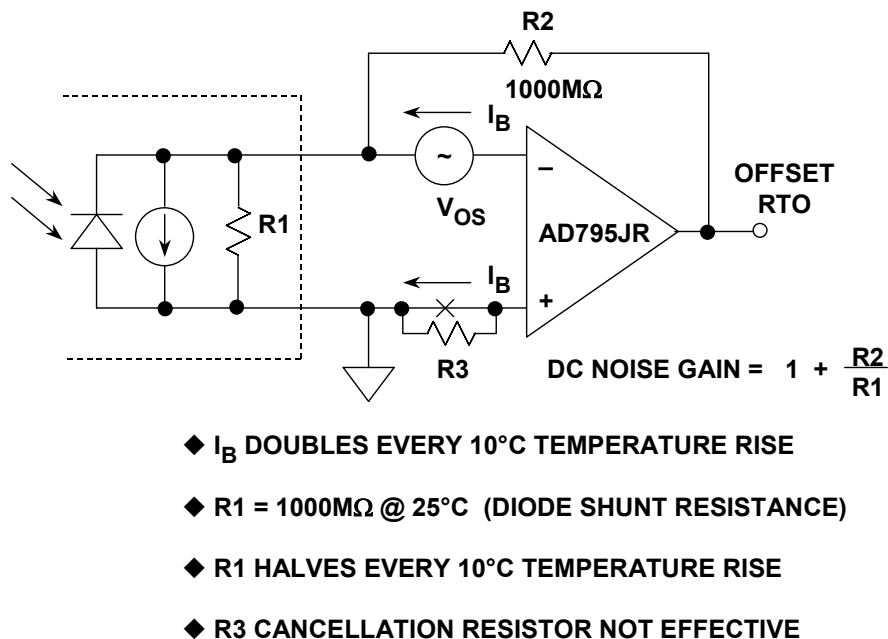 R2
1000MΩ
I_B
~
V_OS
R1
−
AD795JR
+
OFFSET
RTO
I_B
R3
DC NOISE GAIN = 1 + R2/R1
◆ I_B DOUBLES EVERY 10°C TEMPERATURE RISE
◆ R1 = 1000MΩ @ 25°C (DIODE SHUNT RESISTANCE)
◆ R1 HALVES EVERY 10°C TEMPERATURE RISE
◆ R3 CANCELLATION RESISTOR NOT EFFECTIVE